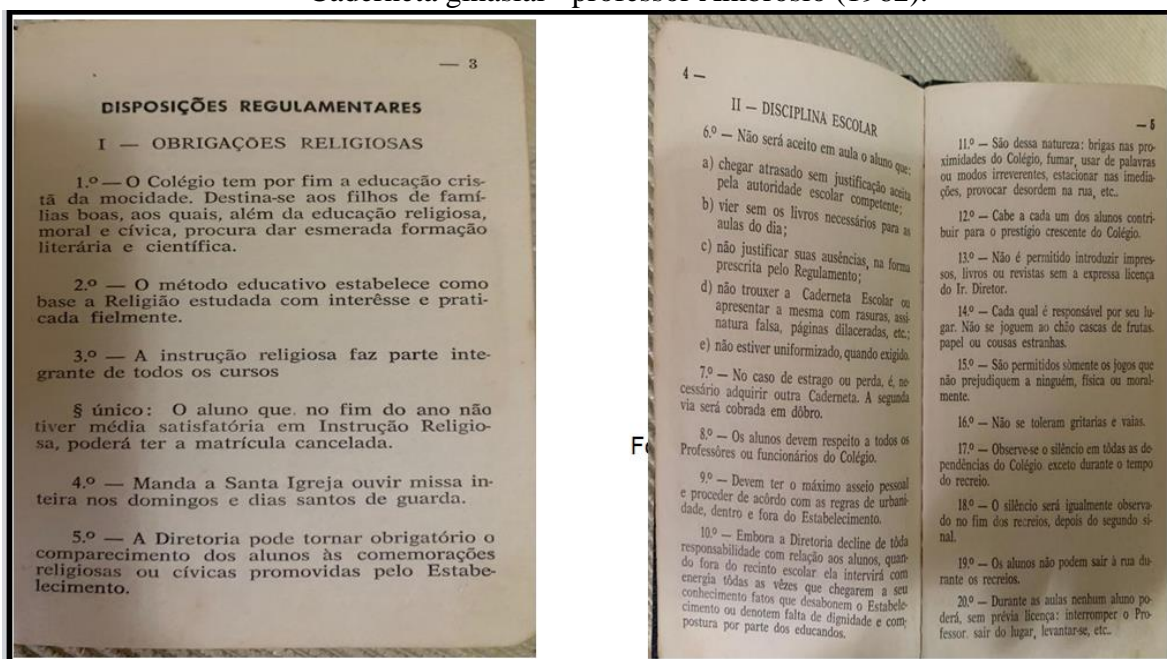 Caderneta ginasial - professor Ambrósio (1962).
— 3
DISPOSIÇÕES REGULAMENTARES
I — OBRIGAÇÕES RELIGIOSAS
1.º — O Colégio tem por fim a educação cris-
tã da mocidade. Destina-se aos filhos de famí-
lias boas, aos quais, além da educação religiosa,
moral e cívica, procura dar esmerada formação
literária e científica.
2.º — O método educativo estabelece como
base a Religião estudada com interêsse e prati-
cada fielmente.
3.º — A instrução religiosa faz parte inte-
grante de todos os cursos
§ único: O aluno que. no fim do ano não
tiver média satisfatória em Instrução Religio-
sa, poderá ter a matrícula cancelada.
4.º — Manda a Santa Igreja ouvir missa in-
teira nos domingos e dias santos de guarda.
5.º — A Diretoria pode tornar obrigatório o
comparecimento dos alunos às comemorações
religiosas ou cívicas promovidas pelo Estabe-
lecimento.
4 —
II — DISCIPLINA ESCOLAR
6.º — Não será aceito em aula o aluno que:
a) chegar atrasado sem justificação aceita
pela autoridade escolar competente;
b) vier sem os livros necessários para as
aulas do dia;
c) não justificar suas ausências, na forma
prescrita pelo Regulamento;
d) não trouxer a Caderneta Escolar ou
apresentar a mesma com rasuras, assi-
natura falsa, páginas dilaceradas, etc.;
e) não estiver uniformizado, quando exigido.
7.º — No caso de estrago ou perda, é, ne-
cessário adquirir outra Caderneta. A segunda
via será cobrada em dôbro.
8.º — Os alunos devem respeito a todos os
Professôres ou funcionários do Colégio.
9.º — Devem ter o máximo asseio pessoal
e proceder de acôrdo com as regras de urbani-
dade, dentro e fora do Estabelecimento.
10.º — Embora a Diretoria decline de tôda
responsabilidade com relação aos alunos, quan-
do fora do recinto escolar ela intervirá com
energia tôdas as vêzes que chegarem a seu
conhecimento fatos que desabonem o Estabele-
cimento ou denotem falta de dignidade e com-
postura por parte dos educandos.
— 5
11.º — São dessa natureza: brigas nas pro-
ximidades do Colégio, fumar, usar de palavras
ou modos irreverentes, estacionar nas imedia-
ções, provocar desordem na rua, etc..
12.º — Cabe a cada um dos alunos contri-
buir para o prestígio crescente do Colégio.
13.º — Não é permitido introduzir impres-
sos, livros ou revistas sem a expressa licença
do Ir. Diretor.
14.º — Cada qual é responsável por seu lu-
gar. Não se joguem ao chão cascas de frutas.
papel ou cousas estranhas.
15.º — São permitidos sòmente os jogos que
não prejudiquem a ninguém, física ou moral-
mente.
16.º — Não se toleram gritarias e vaias.
17.º — Observe-se o silêncio em tôdas as de-
pendências do Colégio exceto durante o tempo
do recreio.
18.º — O silêncio será igualmente observa-
do no fim dos recreios, depois do segundo si-
nal.
19.º — Os alunos não podem sair à rua du-
rante os recreios.
20.º — Durante as aulas nenhum aluno po-
derá, sem prévia licença: interromper o Pro-
fessor. sair do lugar, levantar-se, etc..